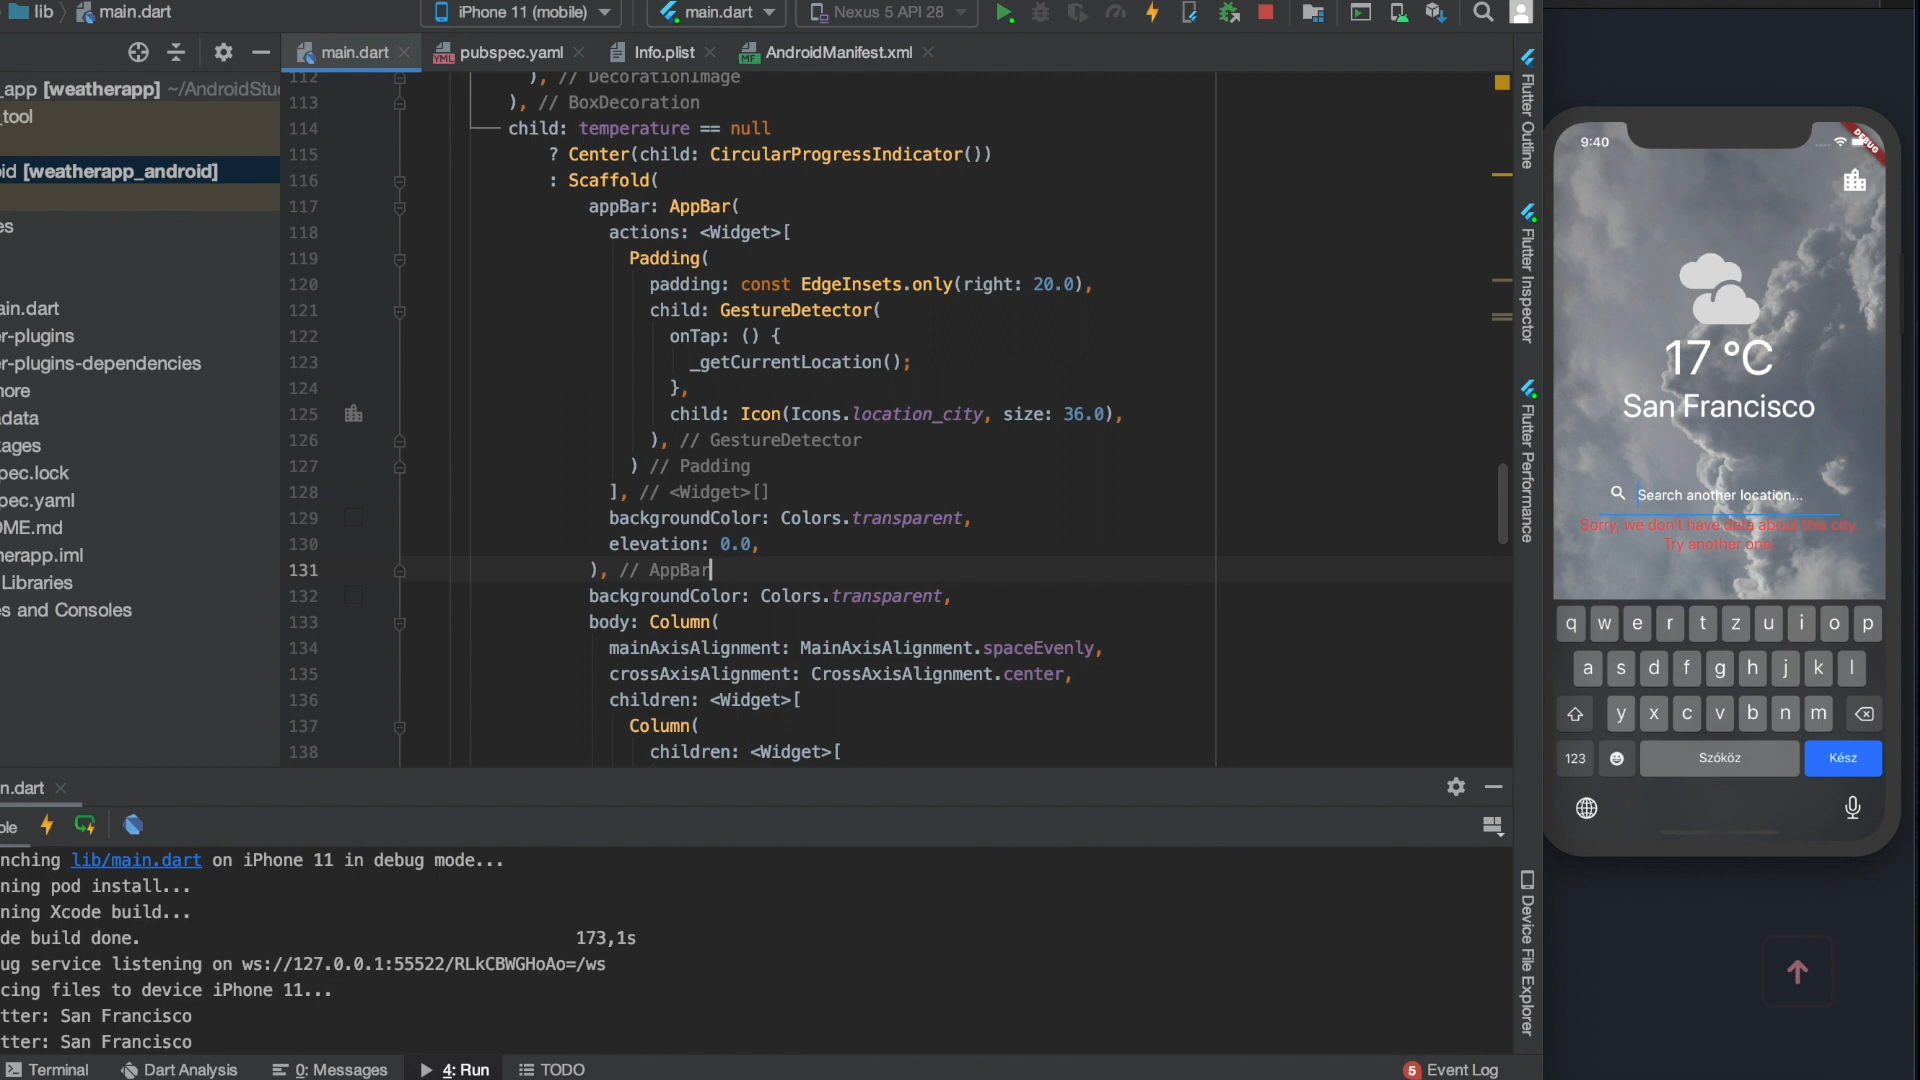 lib main.dart iPhone 11 (mobile) main.dart Nexus 5 API 28
main.dart pubspec.yaml Info.plist AndroidManifest.xml
_app [weatherapp] ~/AndroidStu
_tool
id [weatherapp_android]
es
ain.dart
r-plugins
r-plugins-dependencies
nore
adata
kages
pec.lock
pec.yaml
OME.md
herapp.iml
Libraries
es and Consoles
112 ), // DecorationImage
113 ), // BoxDecoration
114 child: temperature == null
115 ? Center(child: CircularProgressIndicator())
116 : Scaffold(
117 appBar: AppBar(
118 actions: <Widget>[
119 Padding(
120 padding: const EdgeInsets.only(right: 20.0),
121 child: GestureDetector(
122 onTap: () {
123 _getCurrentLocation();
124 },
125 child: Icon(Icons.location_city, size: 36.0),
126 ), // GestureDetector
127 ) // Padding
128 ], // <Widget>[]
129 backgroundColor: Colors.transparent,
130 elevation: 0.0,
131 ), // AppBar
132 backgroundColor: Colors.transparent,
133 body: Column(
134 mainAxisAlignment: MainAxisAlignment.spaceEvenly,
135 crossAxisAlignment: CrossAxisAlignment.center,
136 children: <Widget>[
137 Column(
138 children: <Widget>[
Flutter Outline
Flutter Inspector
Flutter Performance
Device File Explorer
9:40
DEBUG
17 °C
San Francisco
Search another location...
Sorry, we don't have data about this city.
Try another one.
q w e r t z u i o p
a s d f g h j k l
y x c v b n m
123 Szóköz Kész
n.dart
ole
nching lib/main.dart on iPhone 11 in debug mode...
ning pod install...
ning Xcode build...
de build done. 173,1s
ug service listening on ws://127.0.0.1:55522/RLkCBWGHoAo=/ws
cing files to device iPhone 11...
tter: San Francisco
tter: San Francisco
Terminal Dart Analysis 0: Messages 4: Run TODO 5 Event Log